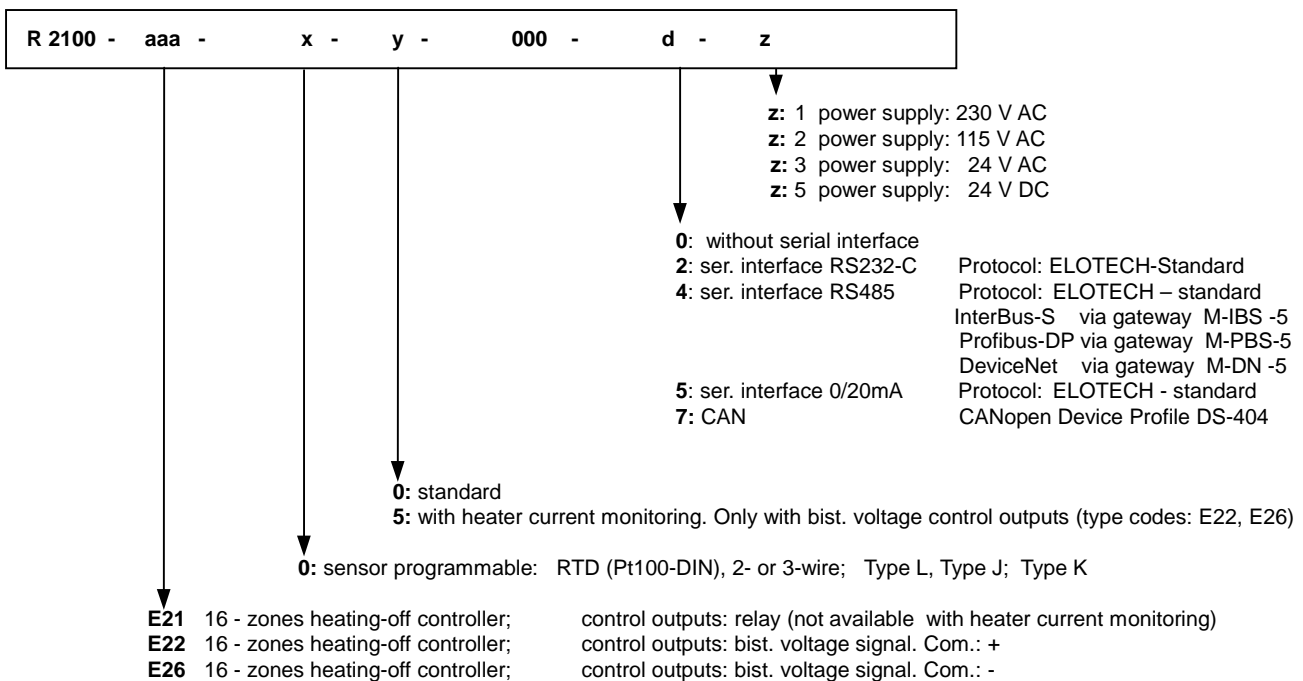 R 2100 - aaa - x - y - 000 - d - z
z: 1 power supply: 230 V AC
z: 2 power supply: 115 V AC
z: 3 power supply: 24 V AC
z: 5 power supply: 24 V DC
0: without serial interface
2: ser. interface RS232-C Protocol: ELOTECH-Standard
4: ser. interface RS485 Protocol: ELOTECH – standard
InterBus-S via gateway M-IBS -5
Profibus-DP via gateway M-PBS-5
DeviceNet via gateway M-DN -5
5: ser. interface 0/20mA Protocol: ELOTECH - standard
7: CAN CANopen Device Profile DS-404
0: standard
5: with heater current monitoring. Only with bist. voltage control outputs (type codes: E22, E26)
0: sensor programmable: RTD (Pt100-DIN), 2- or 3-wire; Type L, Type J; Type K
E21 16 - zones heating-off controller; control outputs: relay (not available with heater current monitoring)
E22 16 - zones heating-off controller; control outputs: bist. voltage signal. Com.: +
E26 16 - zones heating-off controller; control outputs: bist. voltage signal. Com.: -